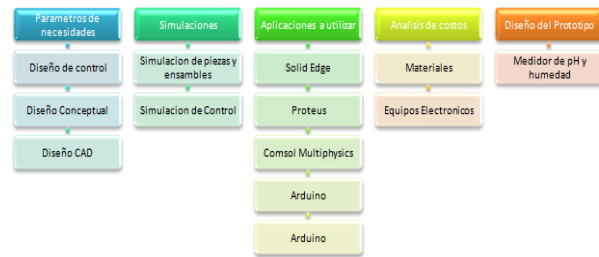 Parametros de
necesidades
Diseño de control
Diseño Conceptual
Diseño CAD
Simulaciones
Simulacion de piezas y
ensambles
Simulacion de Control
Aplicaciones a utilizar
Solid Edge
Proteus
Comsol Multiphysics
Arduino
Arduino
Analisis de costos
Materiales
Equipos Electronicos
Diseño del Prototipo
Medidor de pH y
humedad